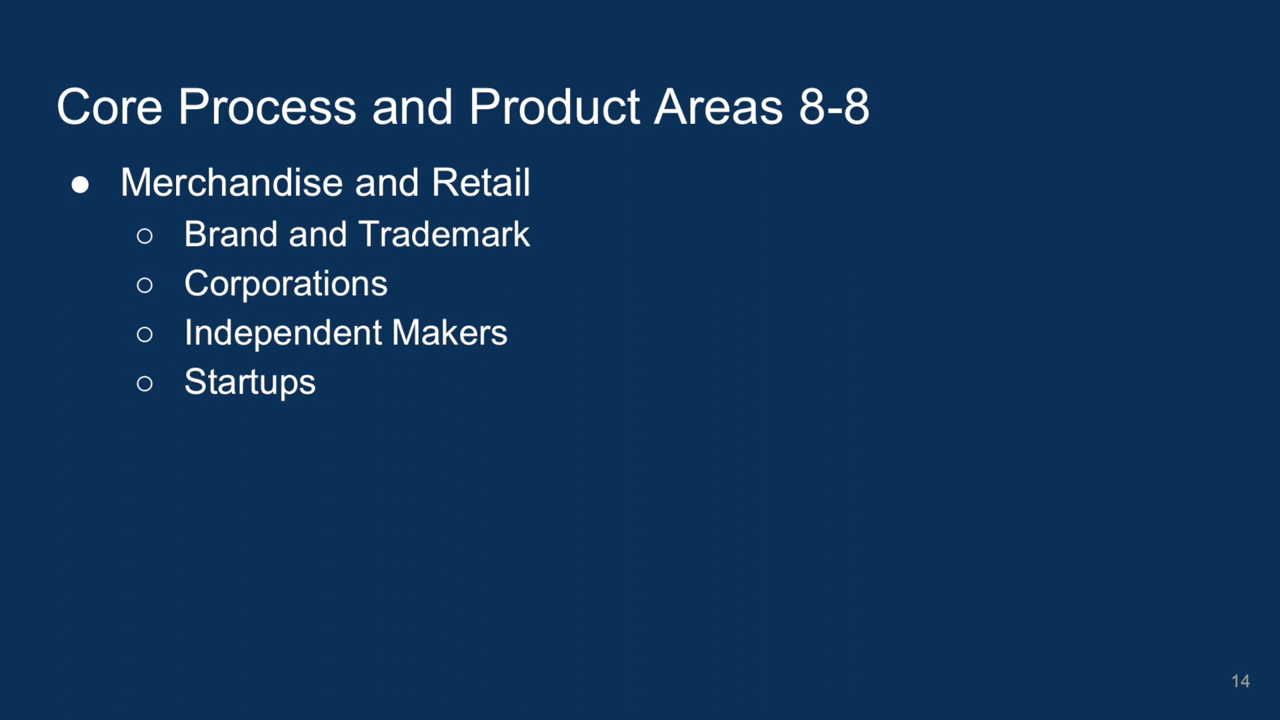 Core Process and Product Areas 8-8
● Merchandise and Retail
○ Brand and Trademark
○ Corporations
○ Independent Makers
○ Startups
14